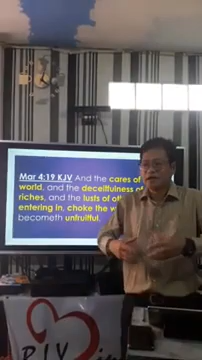 Mar 4:19 KJV And the cares of
world, and the deceitfulness of
riches, and the lusts of
entering in, choke the
becometh unfruitful.